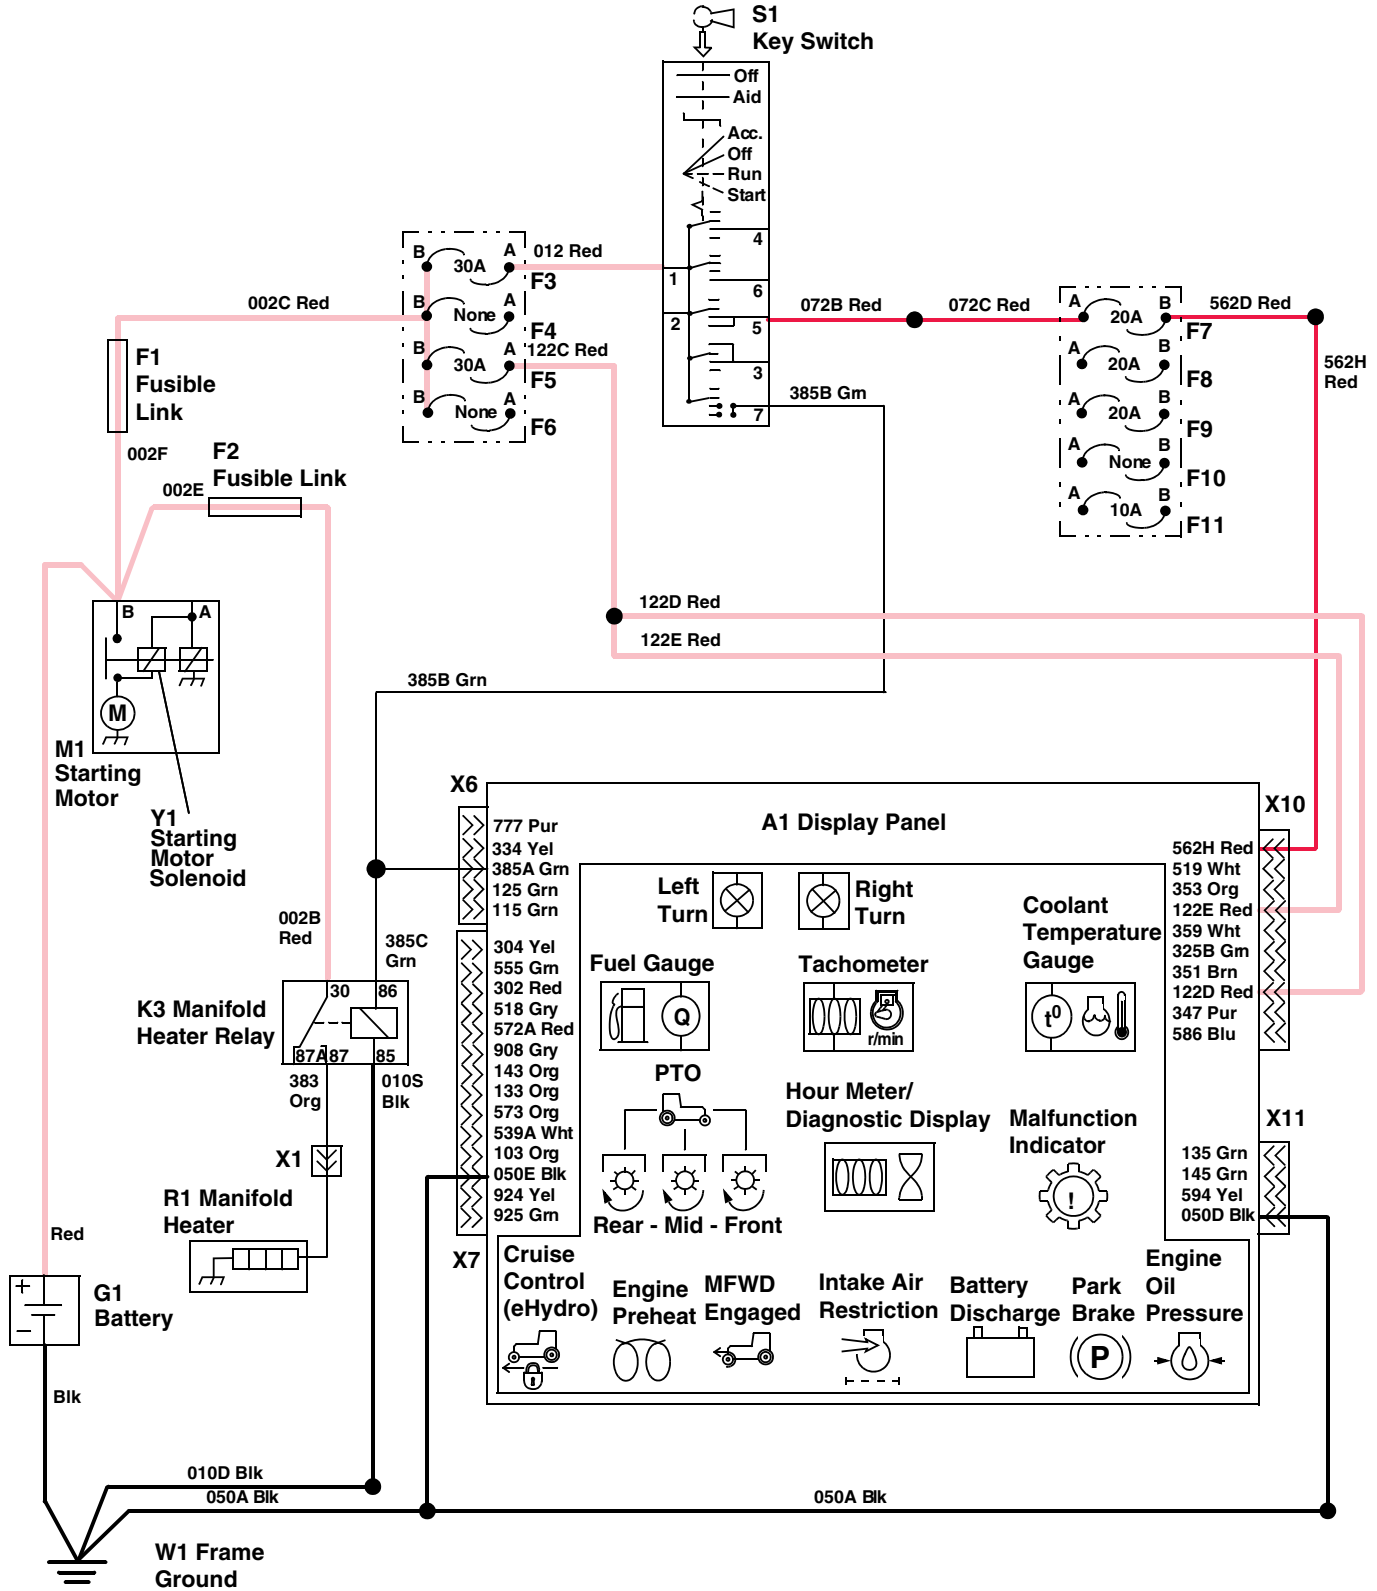 S1
Key Switch
Off
Aid
Acc.
Off
Run
Start
4
1
6
2
5
3
7
B
A
012 Red
30A
F3
002C Red
B
A
None
F4
B
A
122C Red
30A
F5
B
A
None
F6
072B Red
072C Red
A
B
562D Red
20A
F7
A
B
20A
F8
A
B
20A
F9
A
B
None
F10
A
B
10A
F11
562H
Red
385B Gm
F1
Fusible
Link
002F
F2
Fusible Link
002E
122D Red
122E Red
385B Grn
B
A
M
M1
Starting
Motor
Y1
Starting
Motor
Solenoid
X6
X10
A1 Display Panel
777 Pur
334 Yel
385A Grn
125 Grn
115 Grn
304 Yel
555 Grn
302 Red
518 Gry
572A Red
908 Gry
143 Org
133 Org
573 Org
539A Wht
103 Org
050E Blk
924 Yel
925 Grn
X7
562H Red
519 Wht
353 Org
122E Red
359 Wht
325B Gm
351 Brn
122D Red
347 Pur
586 Blu
X11
135 Grn
145 Grn
594 Yel
050D Blk
Left
Turn
Right
Turn
Coolant
Temperature
Gauge
t0
Fuel Gauge
Q
Tachometer
r/min
PTO
Rear - Mid - Front
Hour Meter/
Diagnostic Display
Malfunction
Indicator
!
Cruise
Control
(eHydro)
Engine
Preheat
MFWD
Engaged
Intake Air
Restriction
Battery
Discharge
Park
Brake
P
Engine
Oil
Pressure
002B
Red
385C
Grn
K3 Manifold
Heater Relay
30
86
87A
87
85
383
Org
010S
Blk
X1
R1 Manifold
Heater
Red
+
−
G1
Battery
Blk
010D Blk
050A Blk
050A Blk
W1 Frame
Ground